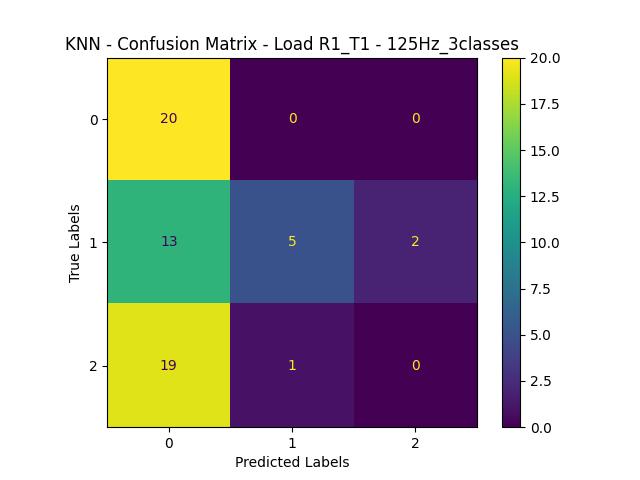 KNN - Confusion Matrix - Load R1_T1 - 125Hz_3classes
20.0
17.5
15.0
12.5
10.0
7.5
5.0
2.5
0.0
True Labels
0
20 0 0
1
13 5 2
2
19 1 0
0 1 2
Predicted Labels